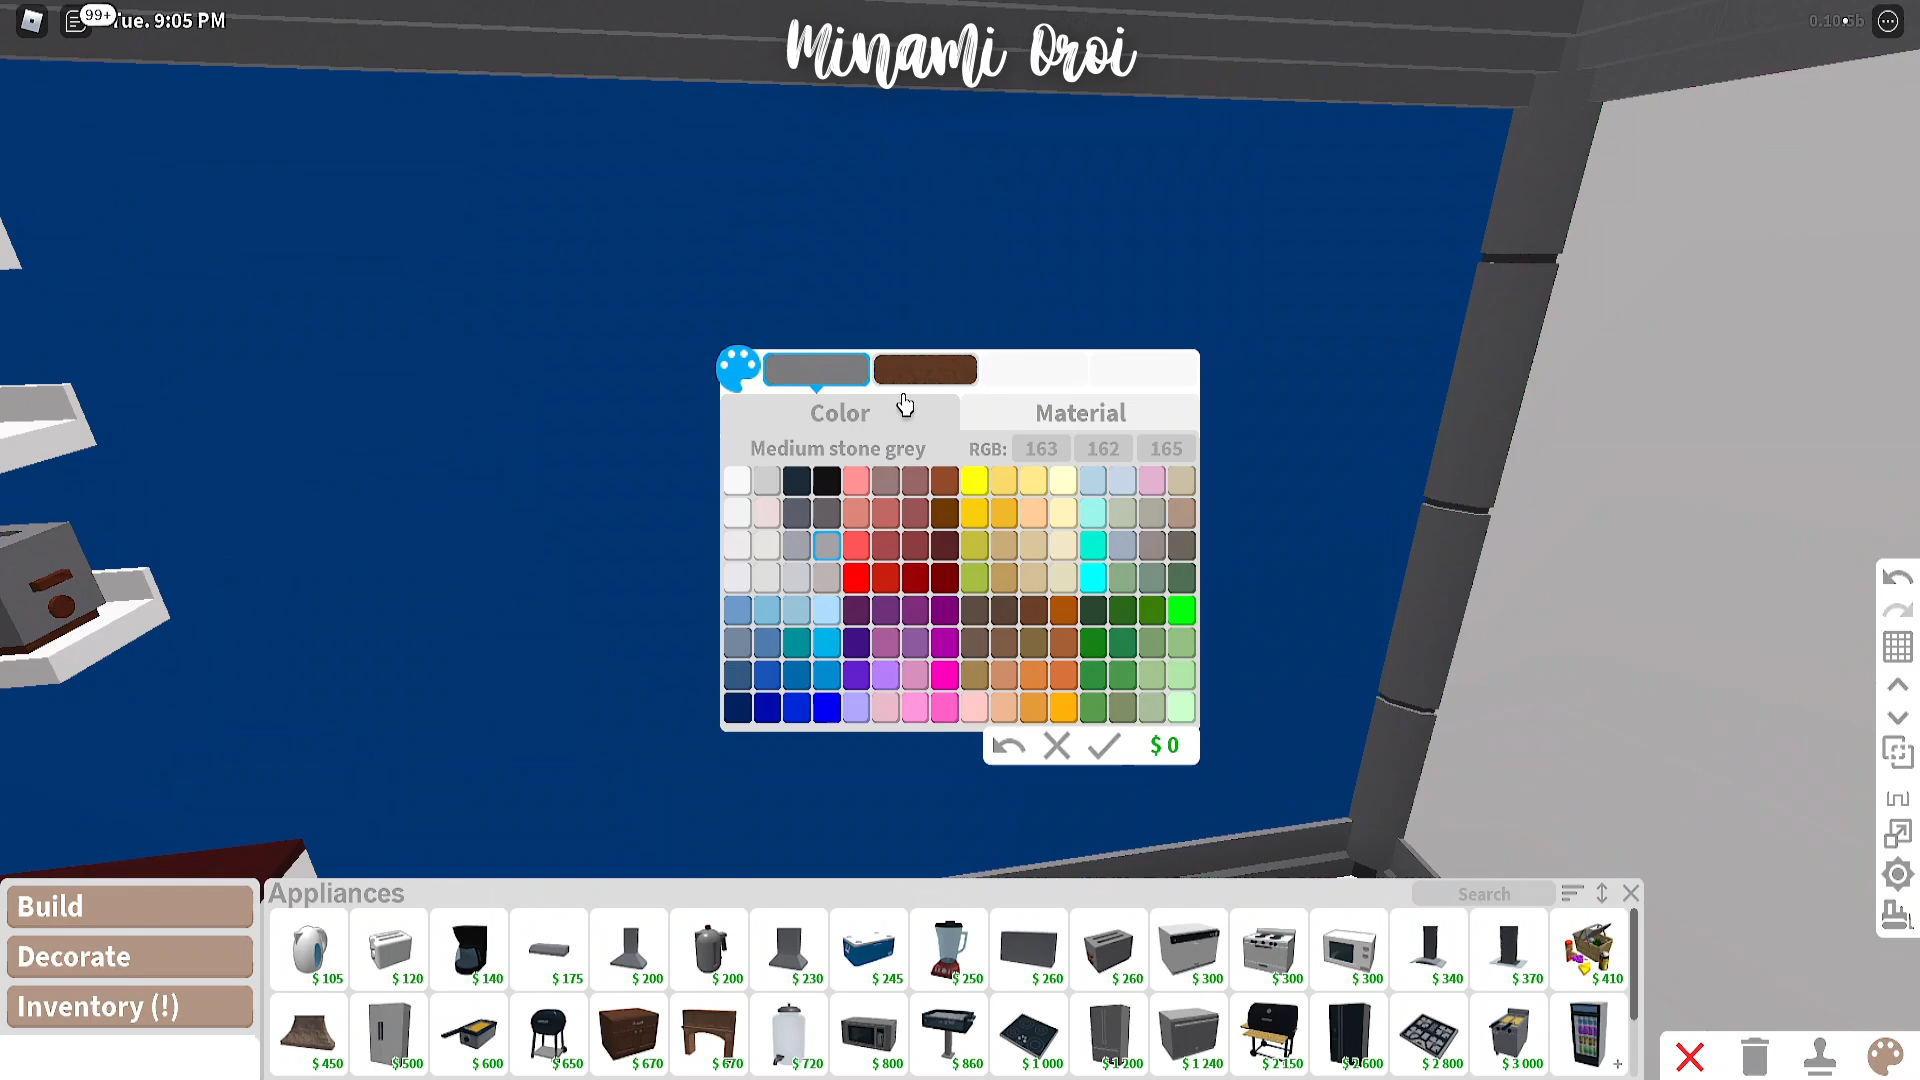 99+
Tue. 9:05 PM
Minami Oroi
Color
Material
Medium stone grey
RGB:
163
162
165
$ 0
Build
Decorate
Inventory (!)
Appliances
Search
$ 105
$ 120
$ 140
$ 175
$ 200
$ 200
$ 230
$ 245
$ 250
$ 260
$ 260
$ 300
$ 300
$ 300
$ 340
$ 370
$ 410
$ 450
$ 500
$ 600
$ 650
$ 670
$ 670
$ 720
$ 800
$ 860
$ 1 000
$ 1 200
$ 1 240
$ 2 150
$ 2 600
$ 2 800
$ 3 000